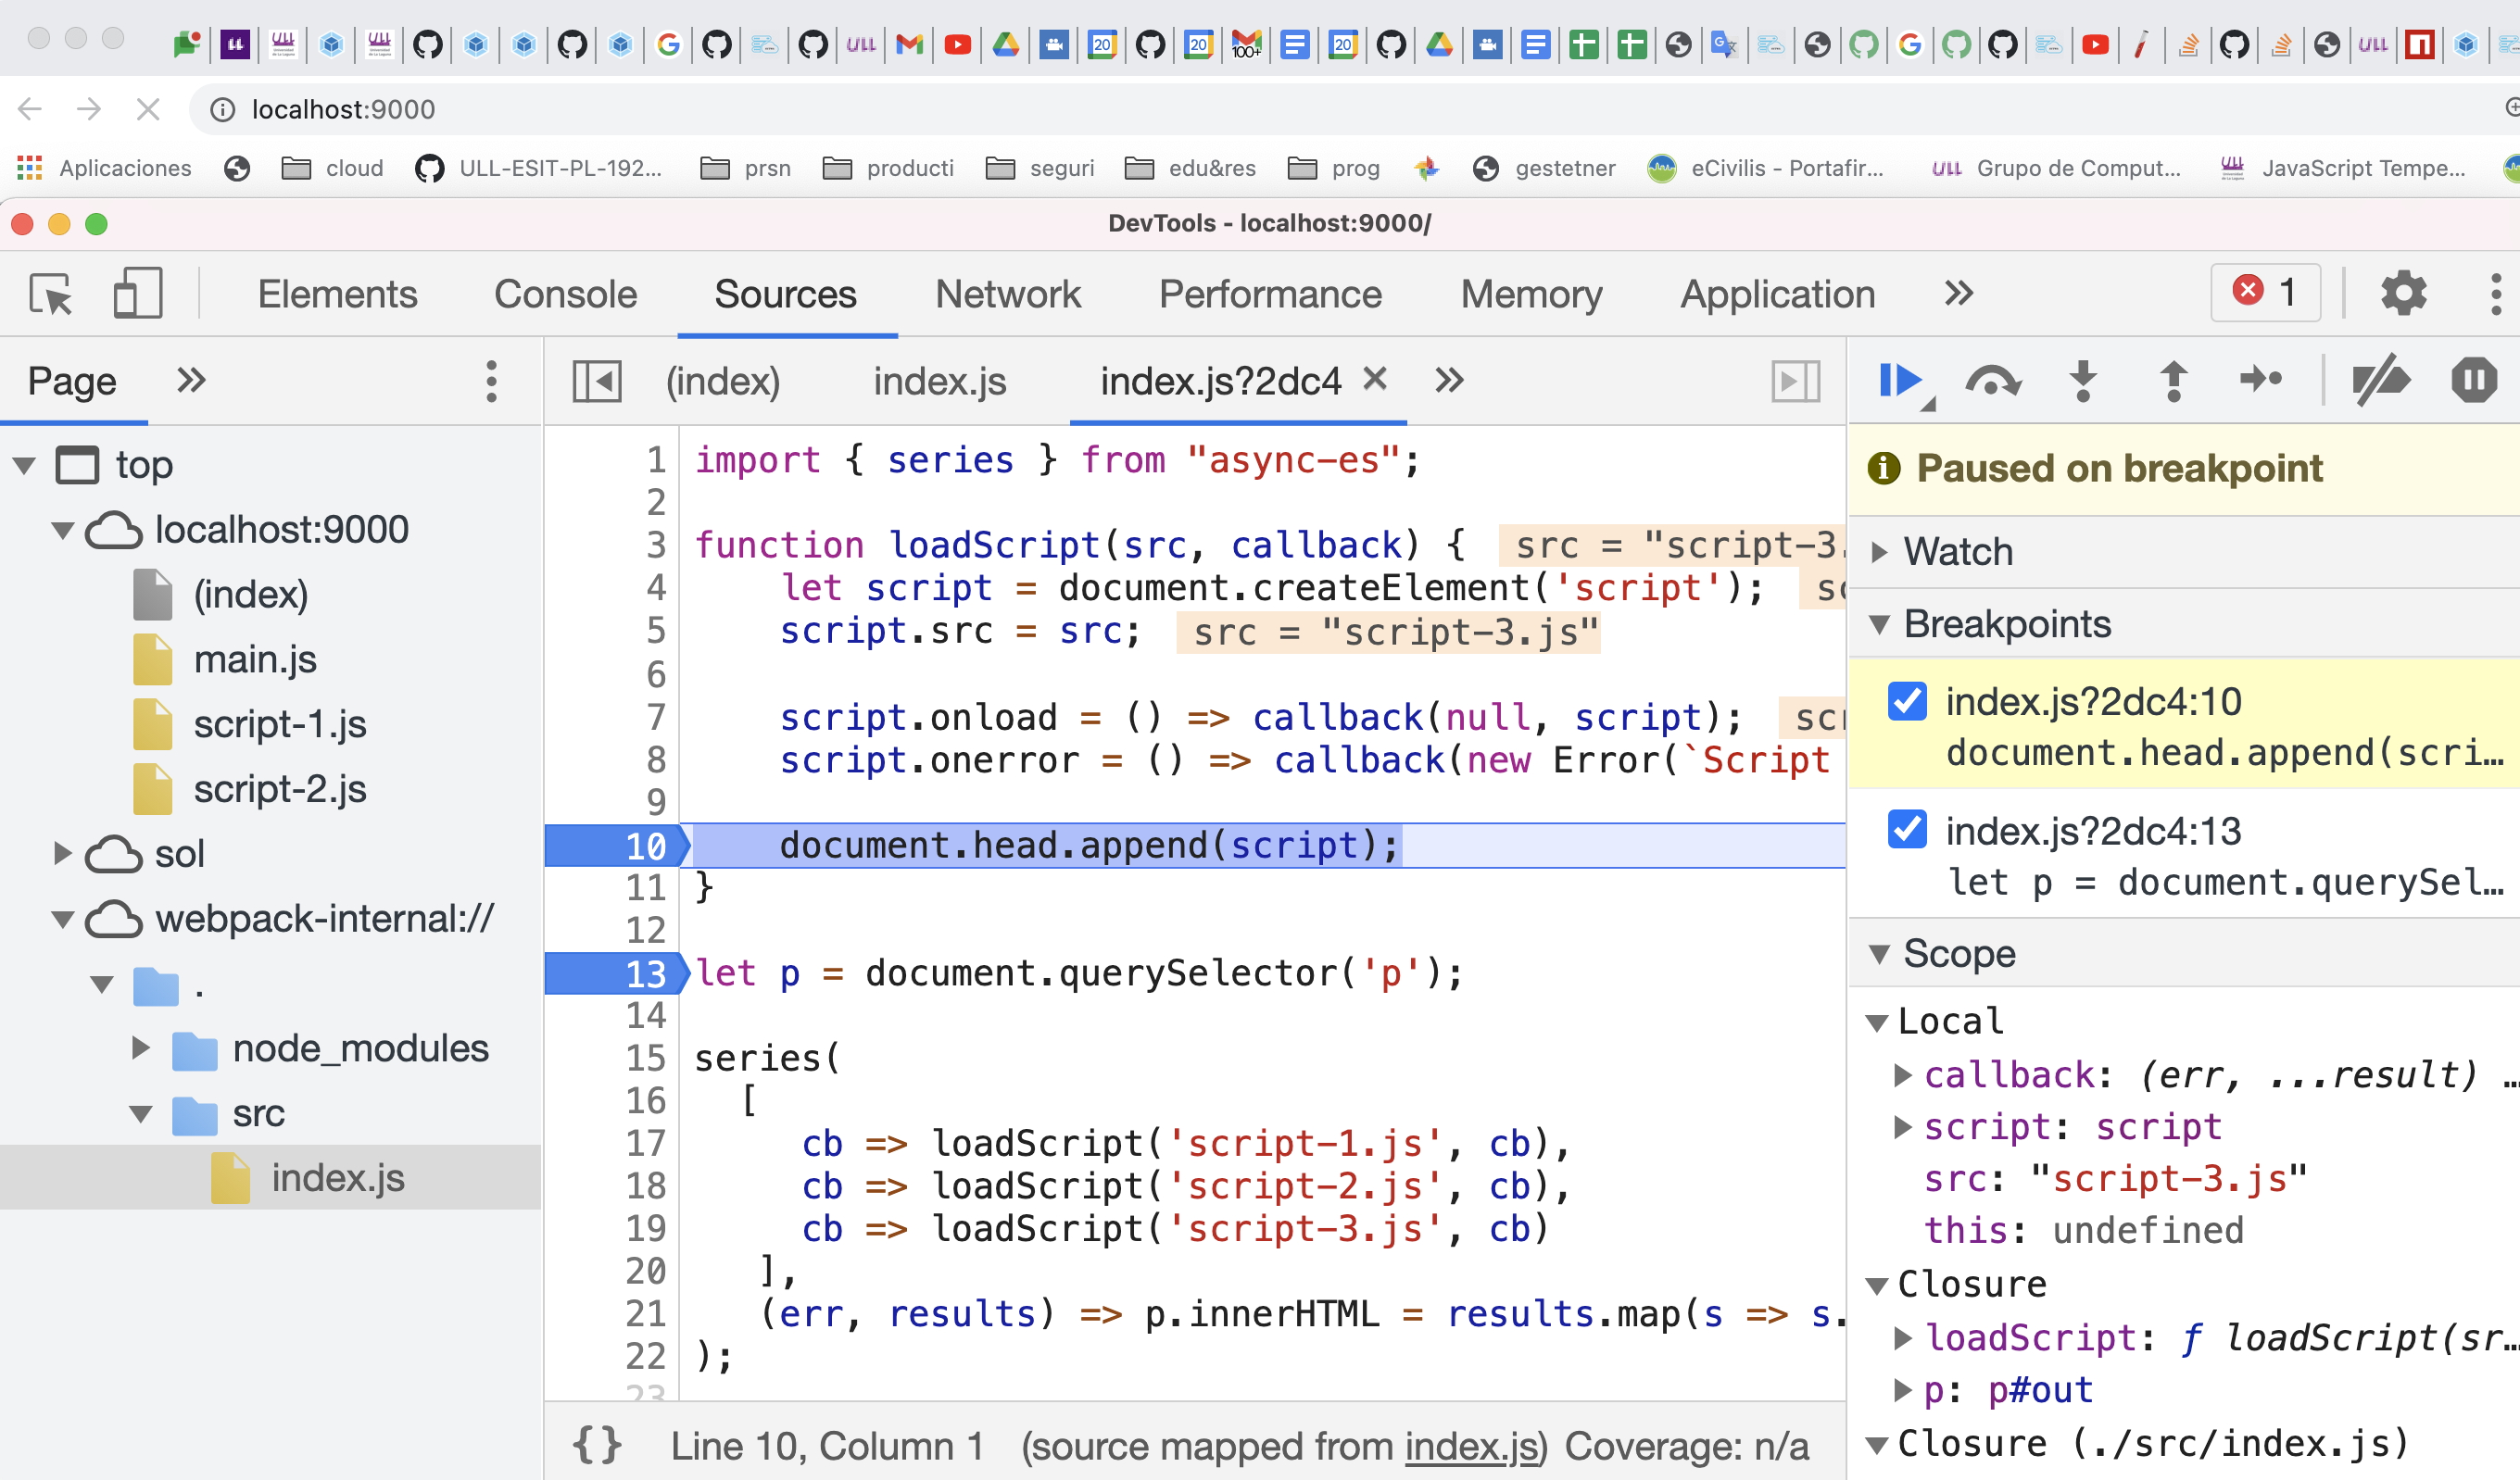 localhost:9000
Aplicaciones cloud ULL-ESIT-PL-192... prsn producti seguri edu&res prog gestetner eCivilis - Portafir... ULL Grupo de Comput... JavaScript Tempe...
DevTools - localhost:9000/
Elements Console Sources Network Performance Memory Application 1
Page
(index) index.js index.js?2dc4
top
localhost:9000
(index)
main.js
script-1.js
script-2.js
sol
webpack-internal://
.
node_modules
src
index.js
1 import { series } from "async-es";
2
3 function loadScript(src, callback) { src = "script-3.
4 let script = document.createElement('script'); sc
5 script.src = src; src = "script-3.js"
6
7 script.onload = () => callback(null, script); scr
8 script.onerror = () => callback(new Error(`Script
9
10 document.head.append(script);
11 }
12
13 let p = document.querySelector('p');
14
15 series(
16 [
17 cb => loadScript('script-1.js', cb),
18 cb => loadScript('script-2.js', cb),
19 cb => loadScript('script-3.js', cb)
20 ],
21 (err, results) => p.innerHTML = results.map(s => s.
22 );
23
{} Line 10, Column 1 (source mapped from index.js) Coverage: n/a
Paused on breakpoint
Watch
Breakpoints
index.js?2dc4:10
document.head.append(scri...
index.js?2dc4:13
let p = document.querySel...
Scope
Local
callback: (err, ...result) ...
script: script
src: "script-3.js"
this: undefined
Closure
loadScript: ƒ loadScript(sr...
p: p#out
Closure (./src/index.js)